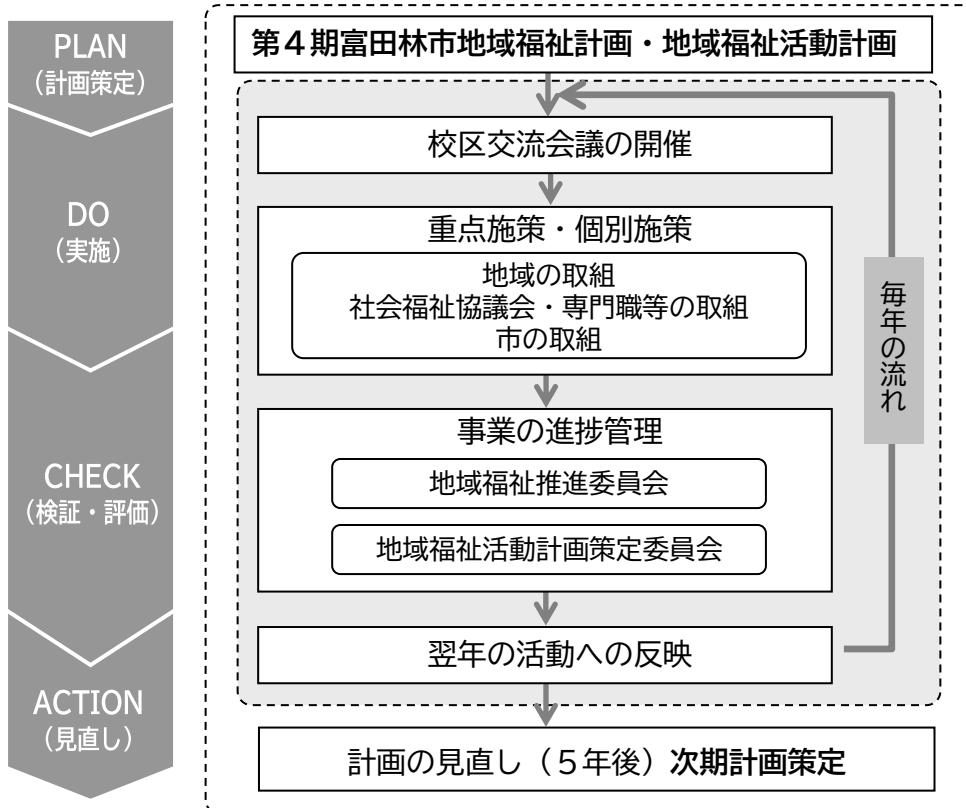 PLAN
（計画策定）
DO
（実施）
CHECK
（検証・評価）
ACTION
（見直し）
第４期富田林市地域福祉計画・地域福祉活動計画
校区交流会議の開催
重点施策・個別施策
地域の取組
社会福祉協議会・専門職等の取組
市の取組
事業の進捗管理
地域福祉推進委員会
地域福祉活動計画策定委員会
翌年の活動への反映
毎年の流れ
計画の見直し（５年後）次期計画策定